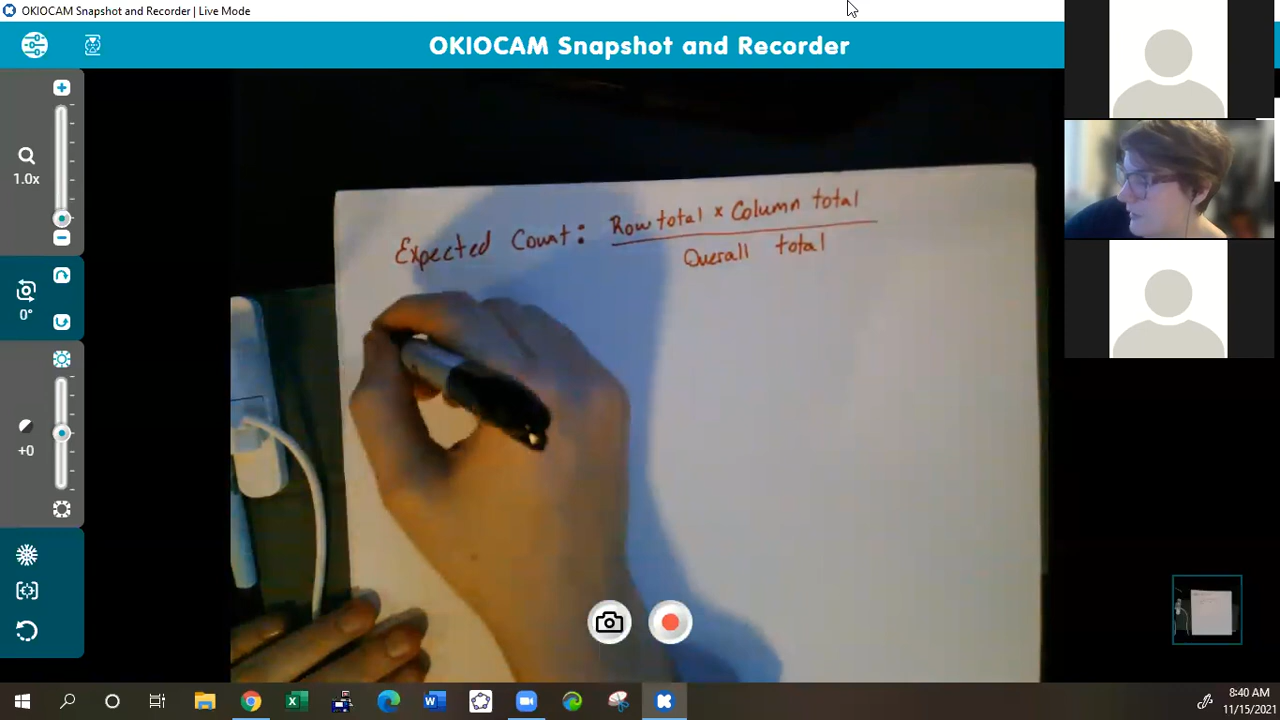 OKIOCAM Snapshot and Recorder | Live Mode
OKIOCAM Snapshot and Recorder
1.0x
0°
+0
Expected Count: Row total × Column total
Overall total
8:40 AM
11/15/2021